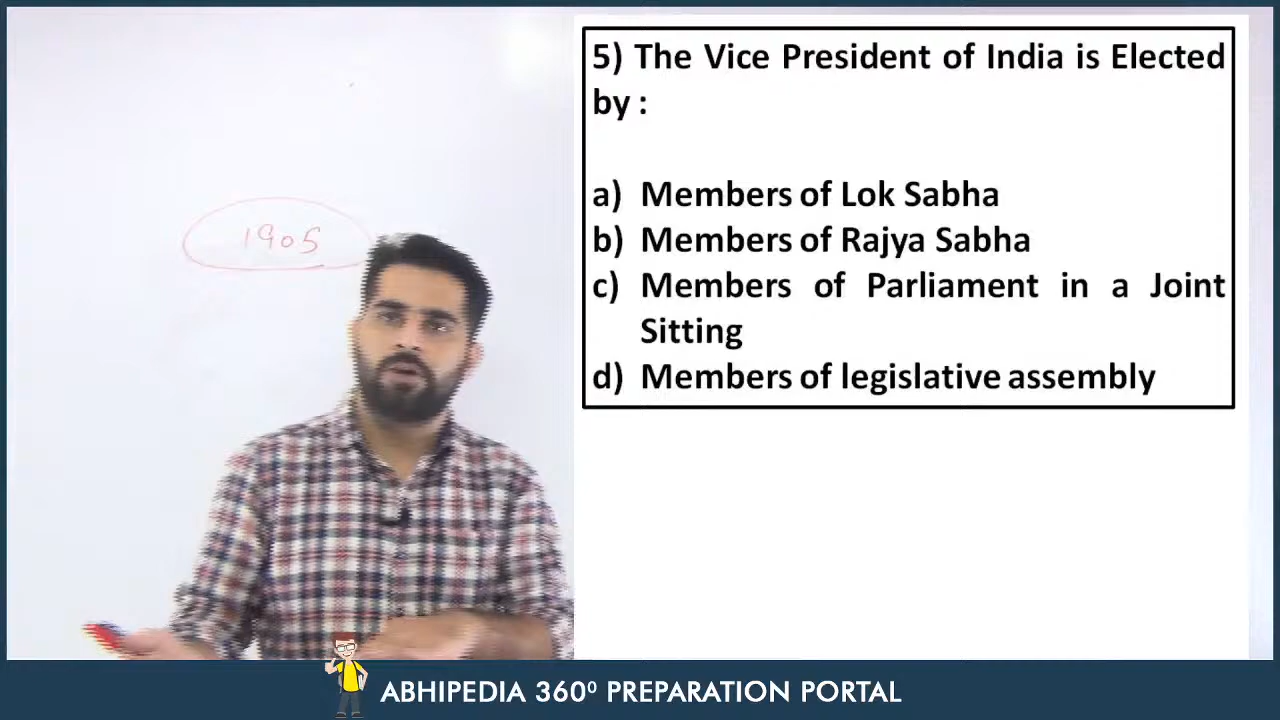 1905
5) The Vice President of India is Elected
by :
a) Members of Lok Sabha
b) Members of Rajya Sabha
c) Members of Parliament in a Joint
Sitting
d) Members of legislative assembly
ABHIPEDIA 360⁰ PREPARATION PORTAL